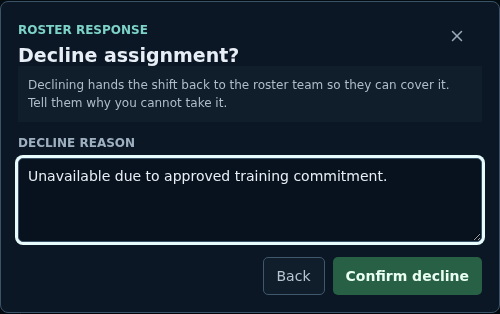 ROSTER RESPONSE
Decline assignment?
Declining hands the shift back to the roster team so they can cover it.
Tell them why you cannot take it.
DECLINE REASON
Unavailable due to approved training commitment.
Back
Confirm decline